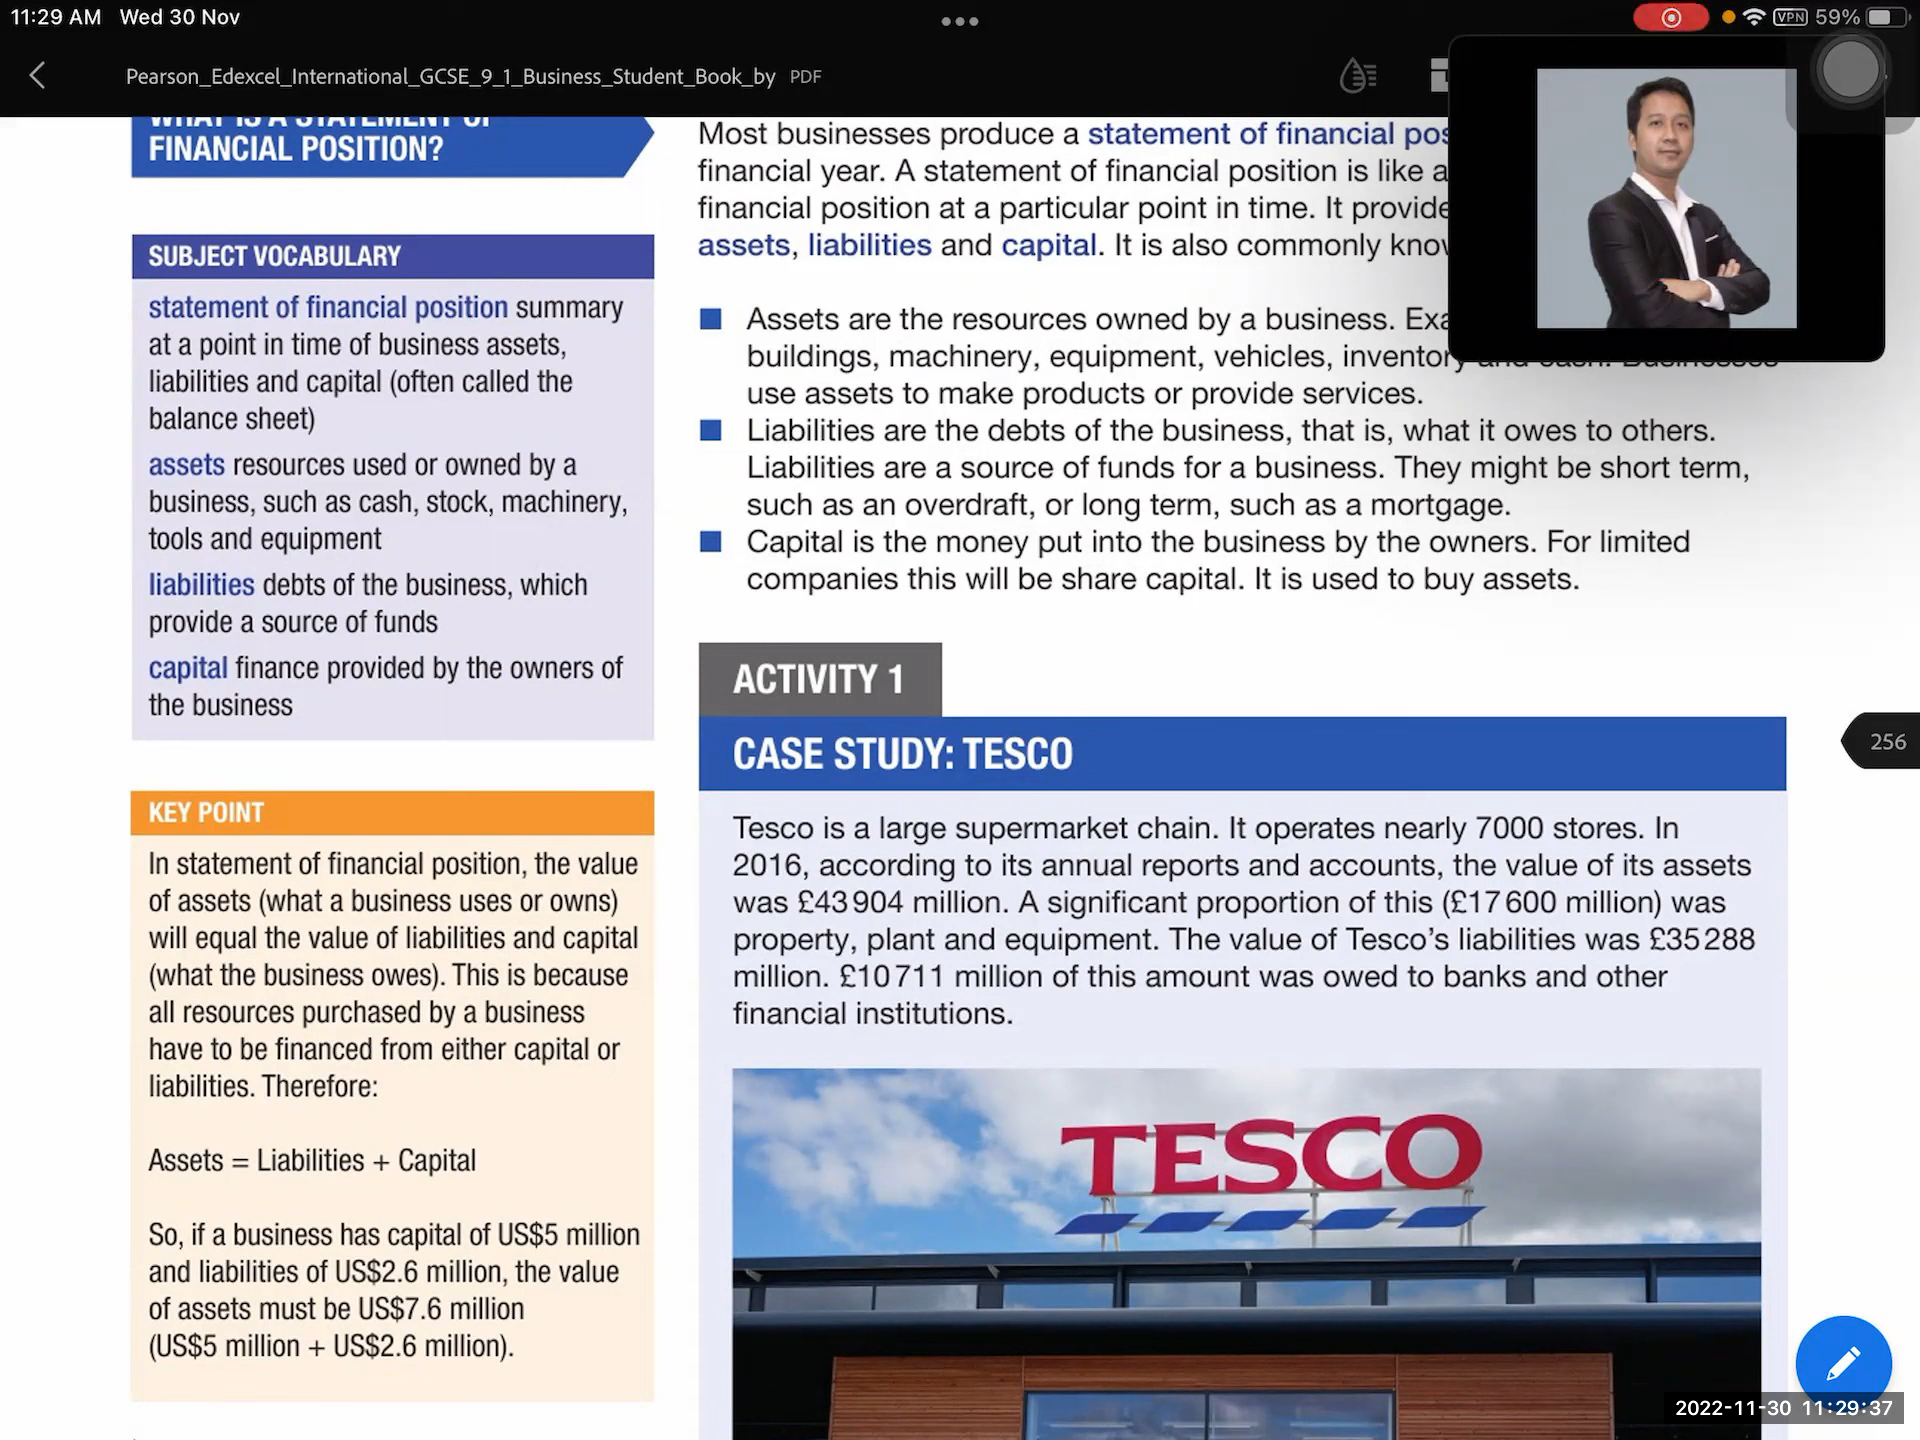 11:29 AM Wed 30 Nov
VPN 59%
Pearson_Edexcel_International_GCSE_9_1_Business_Student_Book_by PDF
WHAT IS A STATEMENT OF
FINANCIAL POSITION?
SUBJECT VOCABULARY
statement of financial position summary
at a point in time of business assets,
liabilities and capital (often called the
balance sheet)
assets resources used or owned by a
business, such as cash, stock, machinery,
tools and equipment
liabilities debts of the business, which
provide a source of funds
capital finance provided by the owners of
the business
KEY POINT
In statement of financial position, the value
of assets (what a business uses or owns)
will equal the value of liabilities and capital
(what the business owes). This is because
all resources purchased by a business
have to be financed from either capital or
liabilities. Therefore:
Assets = Liabilities + Capital
So, if a business has capital of US$5 million
and liabilities of US$2.6 million, the value
of assets must be US$7.6 million
(US$5 million + US$2.6 million).
Most businesses produce a statement of financial
financial year. A statement of financial position is like a
financial position at a particular point in time. It
assets, liabilities and capital. It is also commonly
Assets are the resources owned by a business.
buildings, machinery, equipment, vehicles, inventory and cash. Businesses
use assets to make products or provide services.
Liabilities are the debts of the business, that is, what it owes to others.
Liabilities are a source of funds for a business. They might be short term,
such as an overdraft, or long term, such as a mortgage.
Capital is the money put into the business by the owners. For limited
companies this will be share capital. It is used to buy assets.
ACTIVITY 1
CASE STUDY: TESCO
Tesco is a large supermarket chain. It operates nearly 7000 stores. In
2016, according to its annual reports and accounts, the value of its assets
was £43 904 million. A significant proportion of this (£17 600 million) was
property, plant and equipment. The value of Tesco's liabilities was £35 288
million. £10 711 million of this amount was owed to banks and other
financial institutions.
TESCO
256
2022-11-30 11:29:37